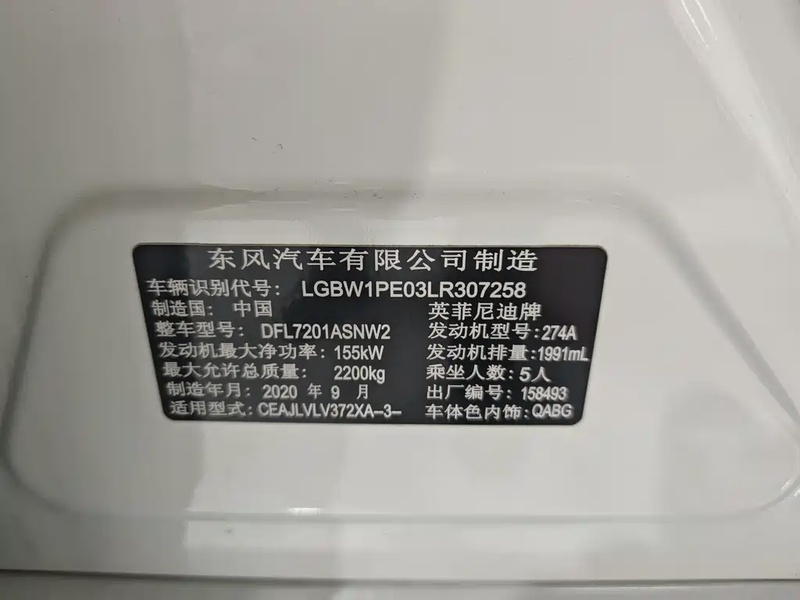 东风汽车有限公司制造
车辆识别代号: LGBW1PE03LR307258
制造国: 中国 英菲尼迪牌
整车型号: DFL7201ASNW2 发动机型号: 274A
发动机最大净功率: 155kW 发动机排量: 1991mL
最大允许总质量: 2200kg 乘坐人数: 5人
制造年月: 2020 年 9 月 出厂编号: 158493
适用型式: CEAJLVLV372XA-3- 车体色内饰: QABG